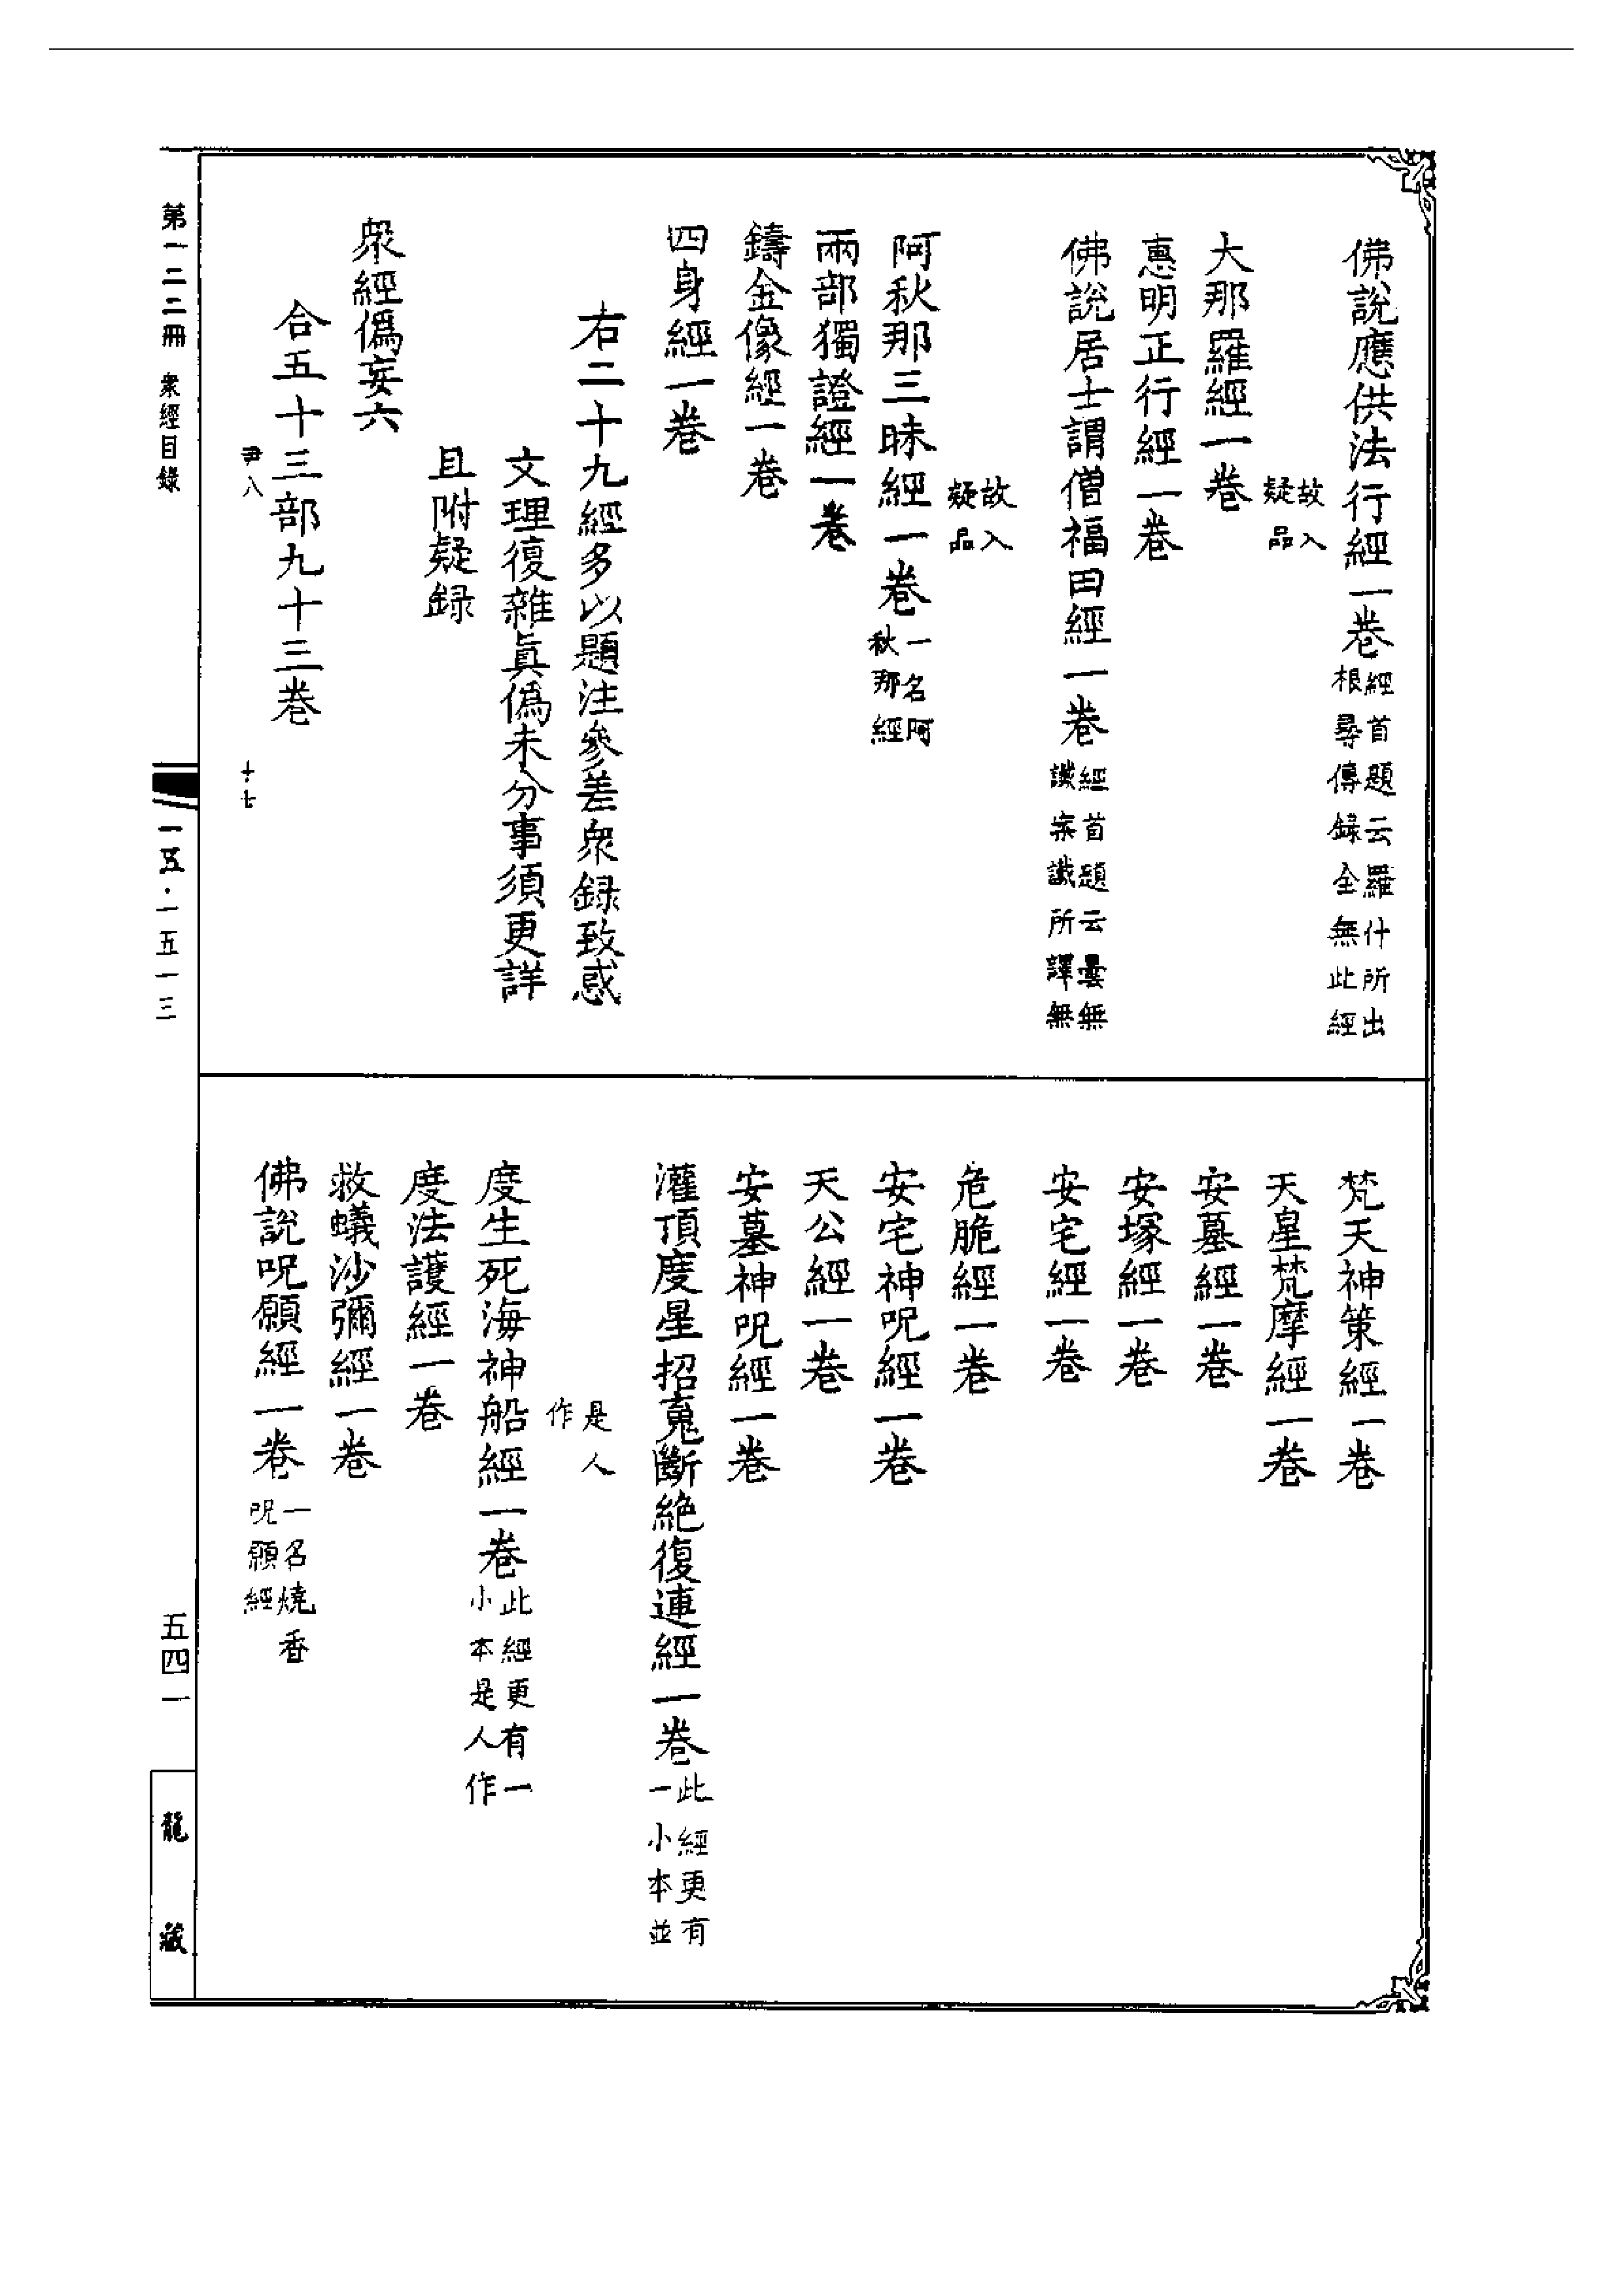 佛說應供法行經一卷經首題云羅什所出根尋傳錄全無此經
故入疑品
大那羅經一卷
惠明正行經一卷
佛說居士謂僧福田經一卷經首題云曇無讖案讖所譯無
故入疑品
阿秋那三昧經一卷一名阿秋那經
兩部獨證經一卷
鑄金像經一卷
四身經一卷
右二十九經多以題注參差衆録致惑
文理復雜眞僞未分事須更詳
且附疑録
衆經僞妄六
合五十三部九十三卷
尹八 十七
梵天神策經一卷
天皇梵摩經一卷
安墓經一卷
安塚經一卷
安宅經一卷
危脆經一卷
安宅神呪經一卷
天公經一卷
安墓神呪經一卷
灌頂度星招䰟斷絶復連經一卷此經更有一小本並
是人作
度生死海神船經一卷此經更有一小本是人作
度法護經一卷
救蟻沙彌經一卷
佛說呪願經一卷一名燒香呪願經
第一二二冊 衆經目錄
一五·一五一三
五四一
龍藏